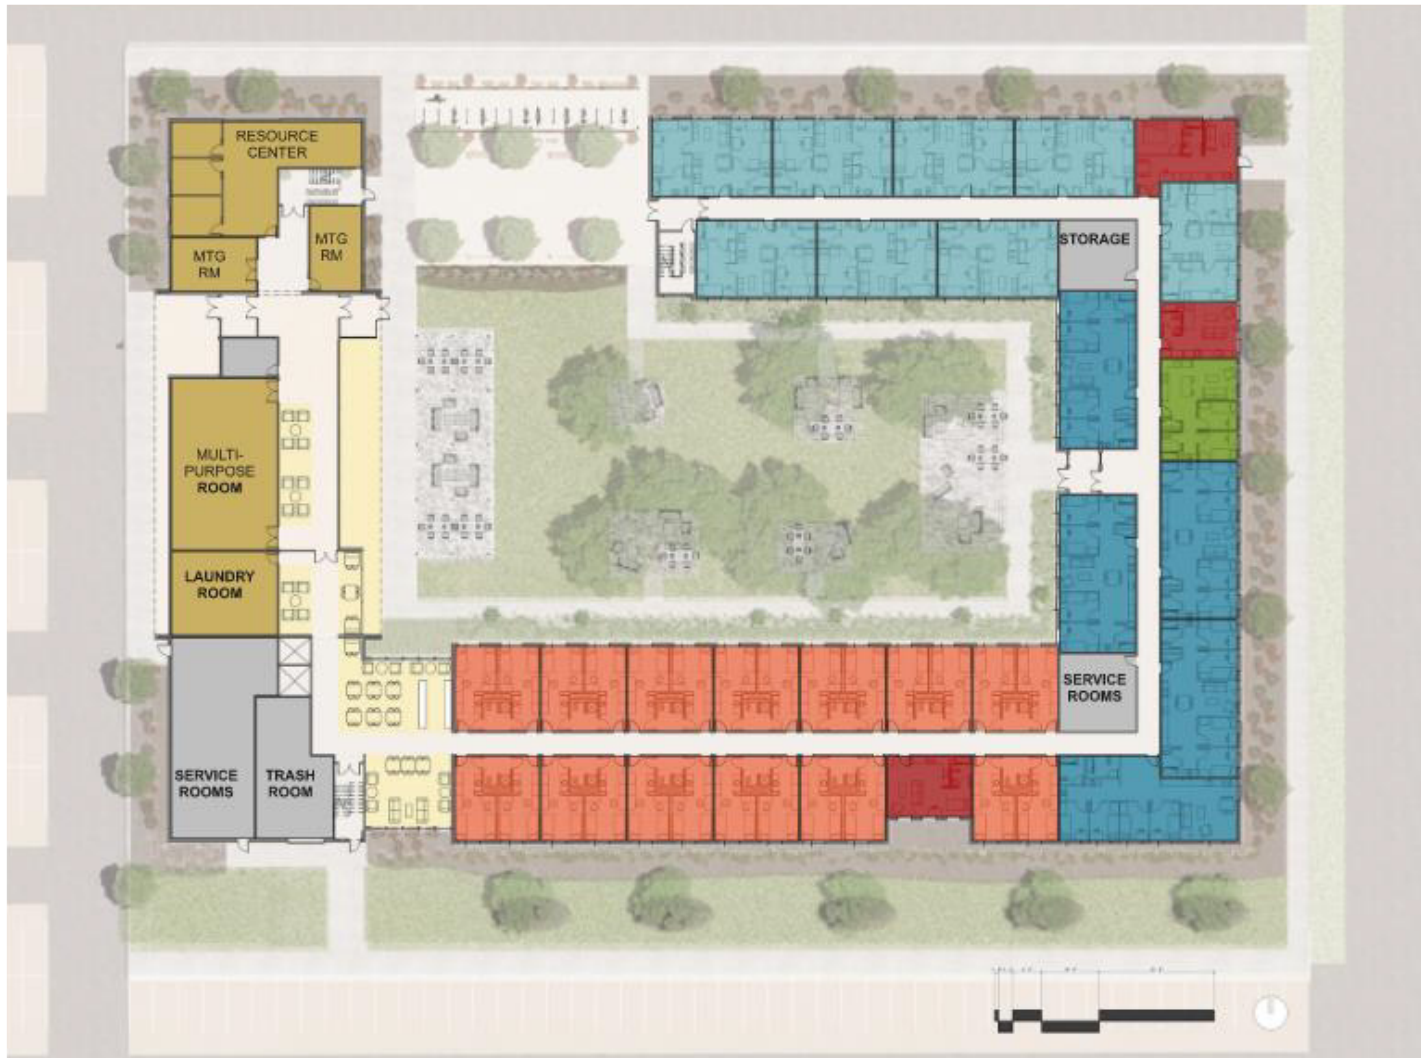 RESOURCE
CENTER
MTG
RM
MTG
RM
STORAGE
MULTI-
PURPOSE
ROOM
LAUNDRY
ROOM
SERVICE
ROOMS
SERVICE
ROOMS
TRASH
ROOM